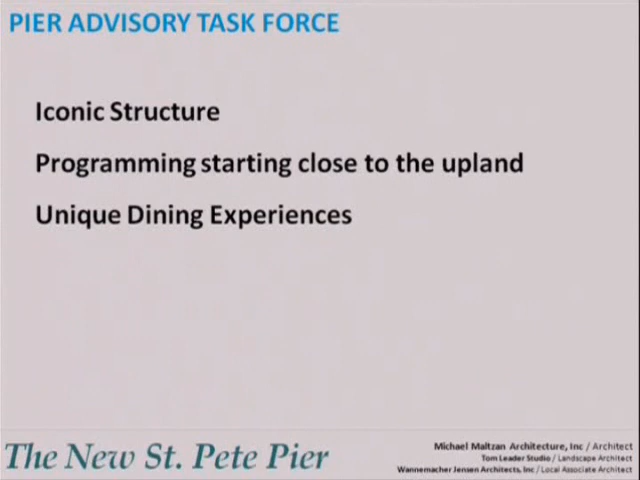 PIER ADVISORY TASK FORCE
Iconic Structure
Programming starting close to the upland
Unique Dining Experiences
The New St. Pete Pier
Michael Maltzan Architecture, Inc / Architect
Tom Leader Studio / Landscape Architect
Wannemacher Jensen Architects, Inc / Local Associate Architect